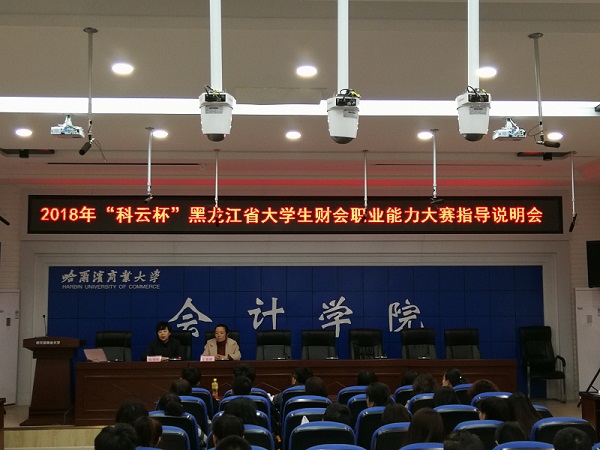 2018年“科云杯”黑龙江省大学生财会职业能力大赛指导说明会
哈尔滨商业大学
HARBIN UNIVERSITY OF COMMERCE
会计学院